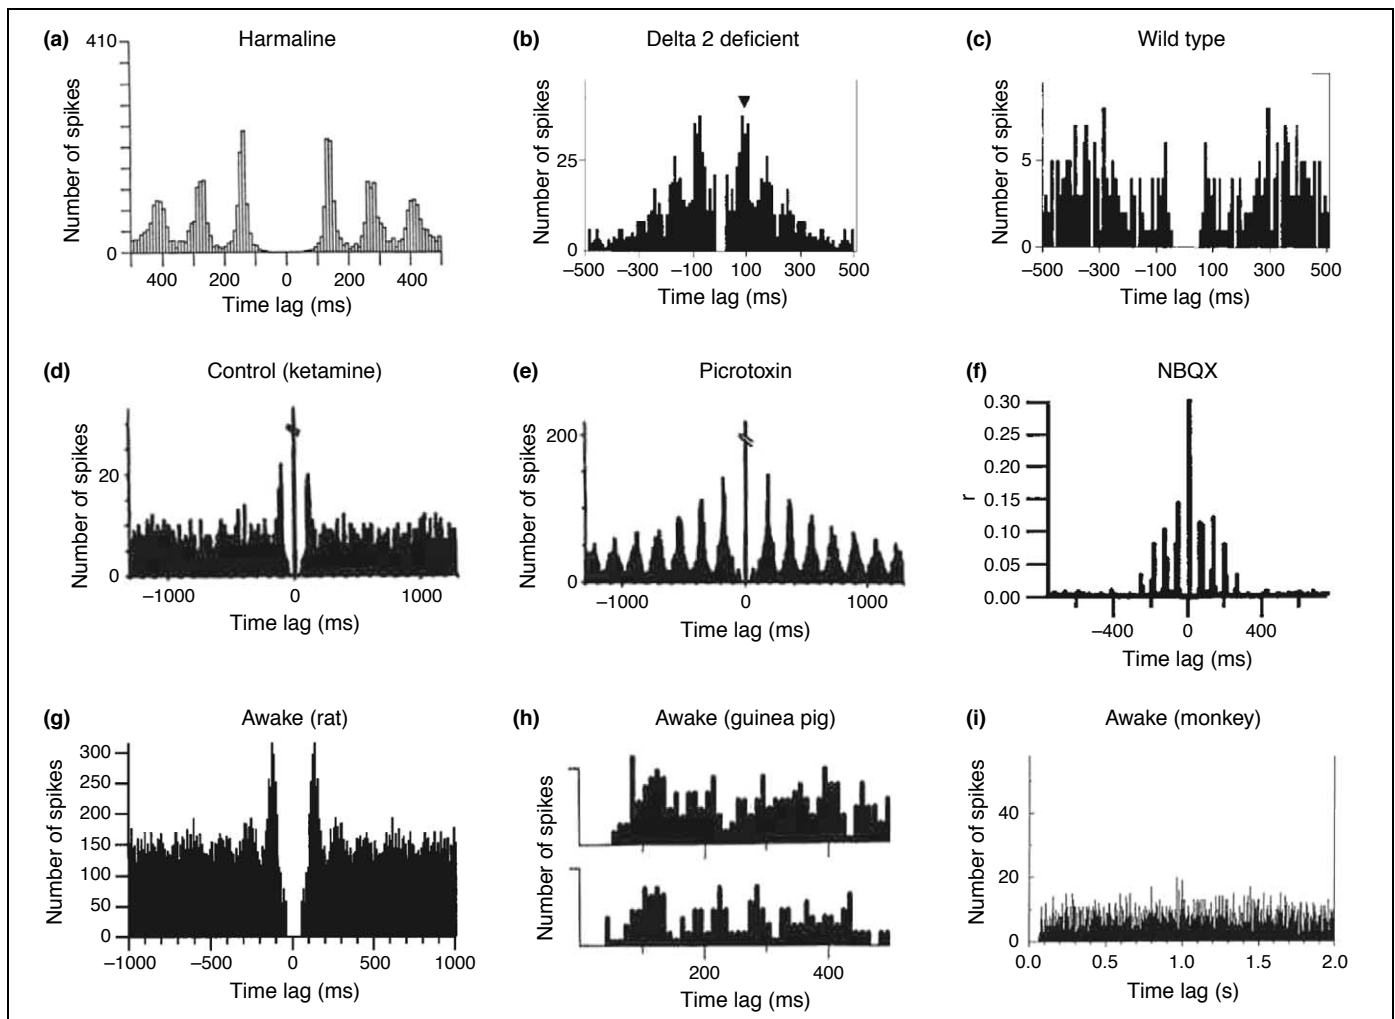 (a) Harmaline
410
Number of spikes
0
400 200 0 200 400
Time lag (ms)
(b) Delta 2 deficient
Number of spikes
25
0
−500 −300 −100 100 300 500
Time lag (ms)
(c) Wild type
Number of spikes
5
0
−500 −300 −100 100 300 500
Time lag (ms)
(d) Control (ketamine)
Number of spikes
20
0
−1000 0 1000
Time lag (ms)
(e) Picrotoxin
Number of spikes
200
0
−1000 0 1000
Time lag (ms)
(f) NBQX
r
0.30
0.25
0.20
0.15
0.10
0.05
0.00
−400 0 400
Time lag (ms)
(g) Awake (rat)
Number of spikes
300
250
200
150
100
50
0
−1000 −500 0 500 1000
Time lag (ms)
(h) Awake (guinea pig)
Number of spikes
200 400
Time lag (ms)
(i) Awake (monkey)
Number of spikes
40
20
0
0.0 0.5 1.0 1.5 2.0
Time lag (s)